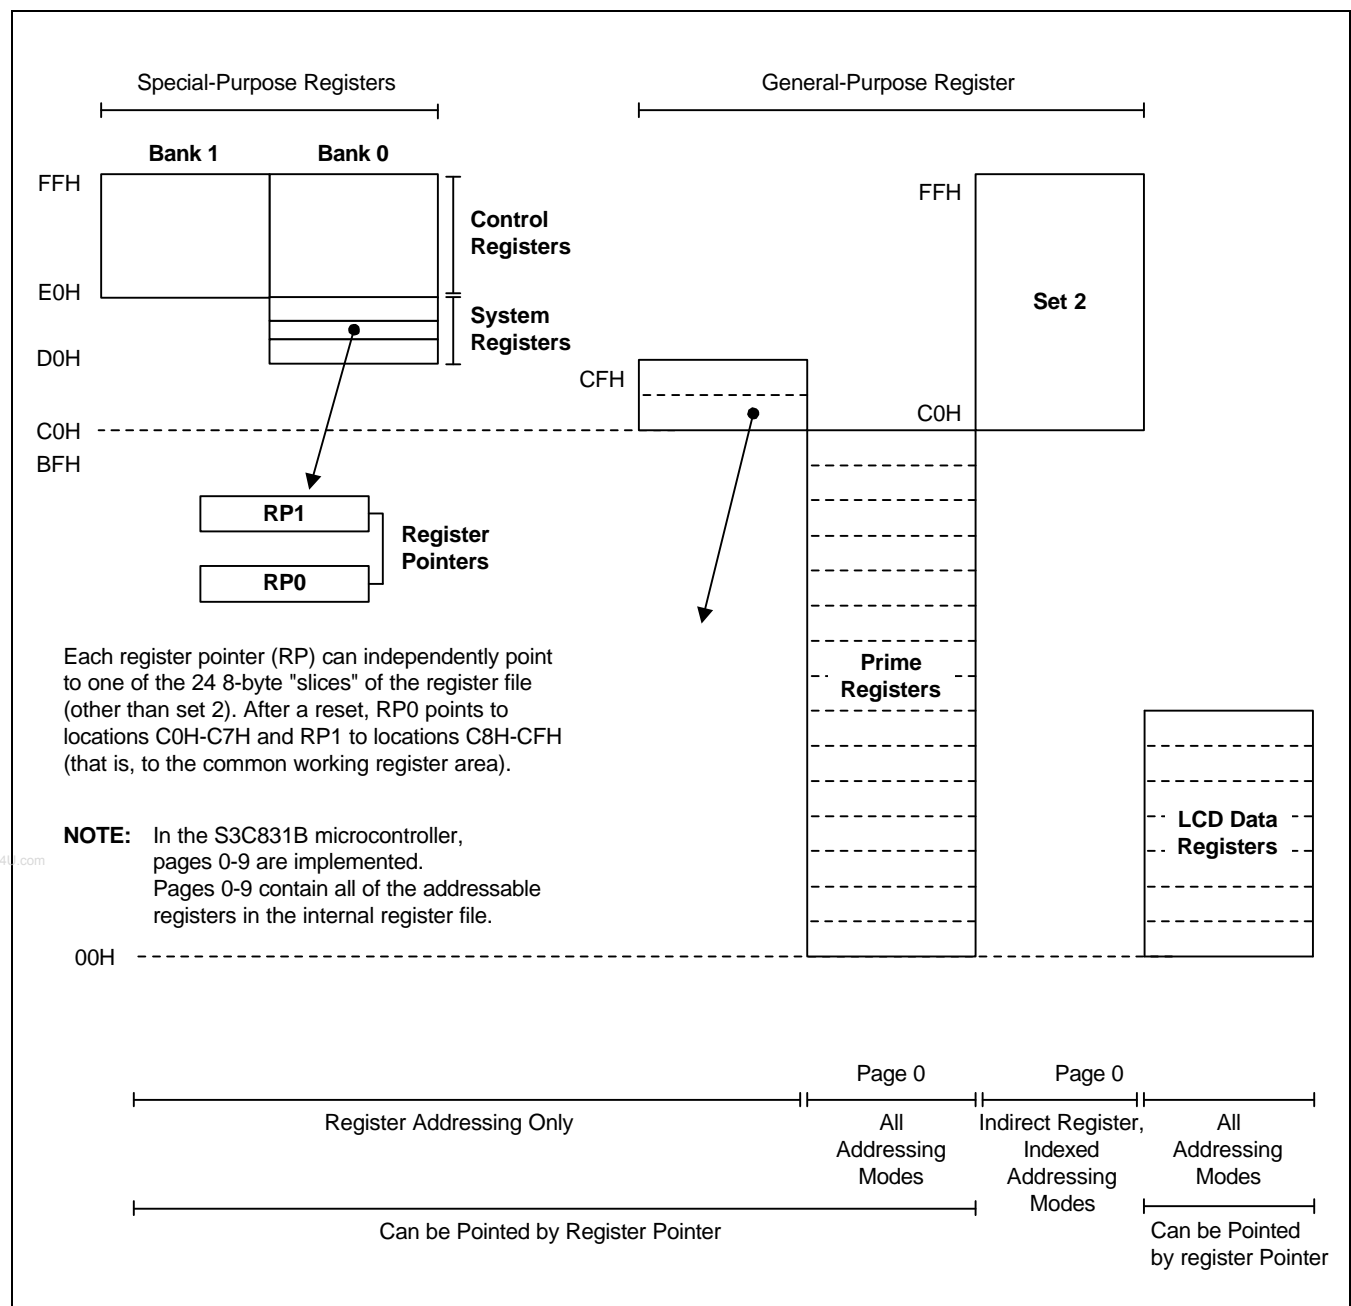 Special-Purpose Registers
General-Purpose Register
Bank 1
Bank 0
FFH
FFH
Control
Registers
E0H
Set 2
System
Registers
D0H
CFH
C0H
C0H
BFH
RP1
Register
Pointers
RP0
Each register pointer (RP) can independently point
to one of the 24 8-byte "slices" of the register file
(other than set 2). After a reset, RP0 points to
locations C0H-C7H and RP1 to locations C8H-CFH
(that is, to the common working register area).
Prime
Registers
LCD Data
Registers
NOTE: In the S3C831B microcontroller,
pages 0-9 are implemented.
Pages 0-9 contain all of the addressable
registers in the internal register file.
4U.com
00H
Page 0
Page 0
Register Addressing Only
All
Addressing
Modes
Indirect Register,
Indexed
Addressing
Modes
All
Addressing
Modes
Can be Pointed by Register Pointer
Can be Pointed
by register Pointer